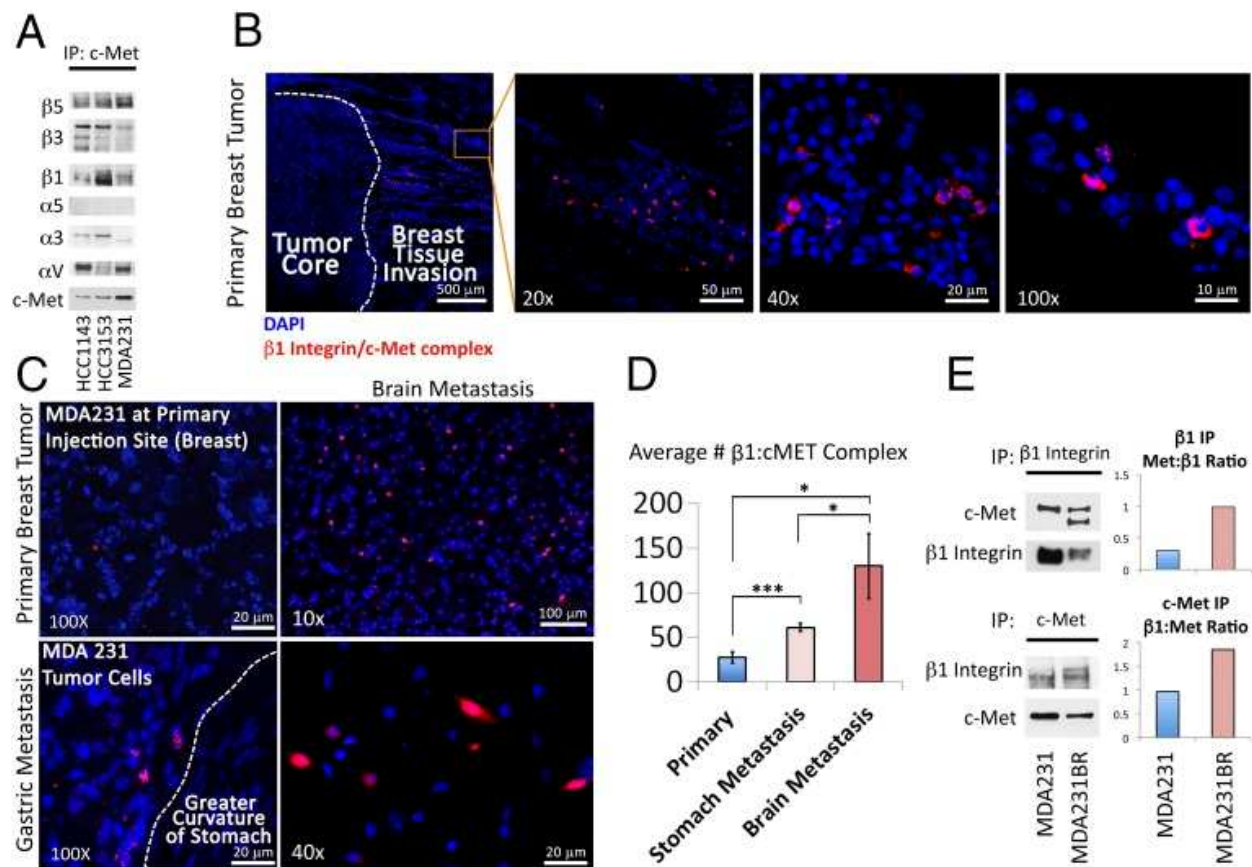 A
IP: c-Met
β5
β3
β1
α5
α3
αV
c-Met
HCC1143
HCC3153
MDA231
B
Primary Breast Tumor
Tumor
Core
Breast
Tissue
Invasion
500 μm
20x
50 μm
40x
20 μm
100x
10 μm
DAPI
β1 Integrin/c-Met complex
C
Brain Metastasis
Primary Breast Tumor
MDA231 at Primary
Injection Site (Breast)
100X
20 μm
10x
100 μm
Gastric Metastasis
MDA 231
Tumor Cells
Greater
Curvature
of Stomach
100X
20 μm
40x
20 μm
D
Average # β1:cMET Complex
200
150
100
50
0
*
*
***
Primary
Stomach Metastasis
Brain Metastasis
E
IP: β1 Integrin
c-Met
β1 Integrin
β1 IP
Met:β1 Ratio
1.5
1
0.5
0
IP: c-Met
β1 Integrin
c-Met
MDA231
MDA231BR
c-Met IP
β1:Met Ratio
2
1.5
1
0.5
0
MDA231
MDA231BR